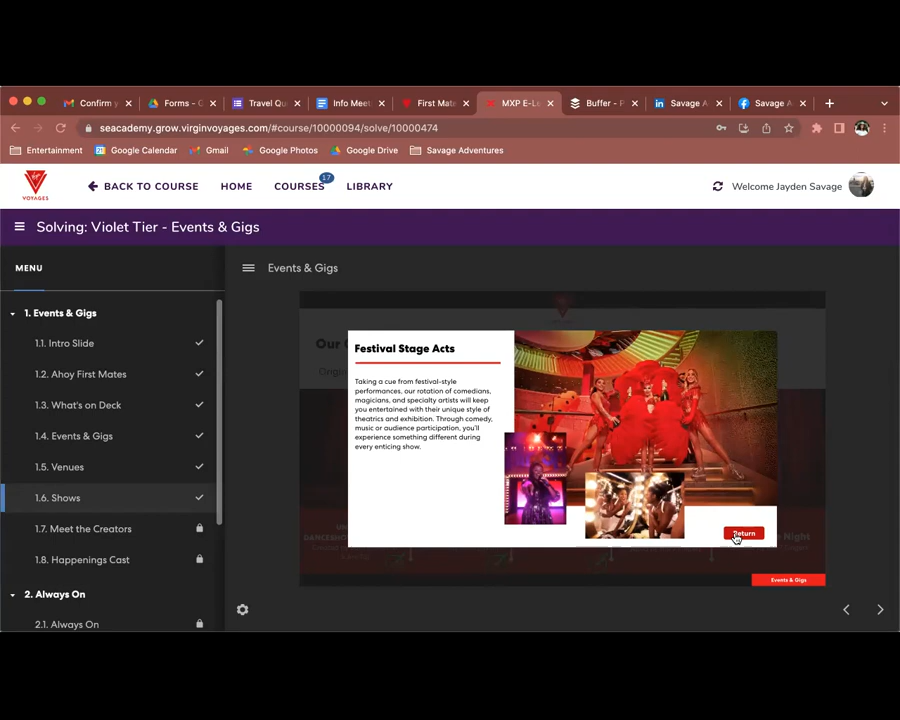 Confirm y
Forms - G
Travel Qu
Info Meet
First Mat
MXP E-Le
Buffer - P
Savage A
Savage A
seacademy.grow.virginvoyages.com/#course/10000094/solve/10000474
Entertainment
Google Calendar
Gmail
Google Photos
Google Drive
Savage Adventures
VOYAGES
BACK TO COURSE
HOME
COURSES
17
LIBRARY
Welcome Jayden Savage
Solving: Violet Tier - Events & Gigs
MENU
Events & Gigs
1. Events & Gigs
1.1. Intro Slide
1.2. Ahoy First Mates
1.3. What's on Deck
1.4. Events & Gigs
1.5. Venues
1.6. Shows
1.7. Meet the Creators
1.8. Happenings Cast
2. Always On
2.1. Always On
Our
Festival Stage Acts
Taking a cue from festival-style
performances, our rotation of comedians,
magicians, and specialty artists will keep
you entertained with their unique style of
theatrics and exhibition. Through comedy,
music or audience participation, you'll
experience something different during
every enticing show.
Return
Night
Events & Gigs